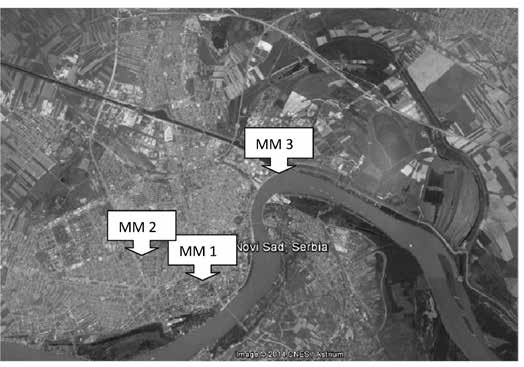 MM 3
MM 2
MM 1
Novi Sad, Serbia
Image © 2014 CNES / Astrium